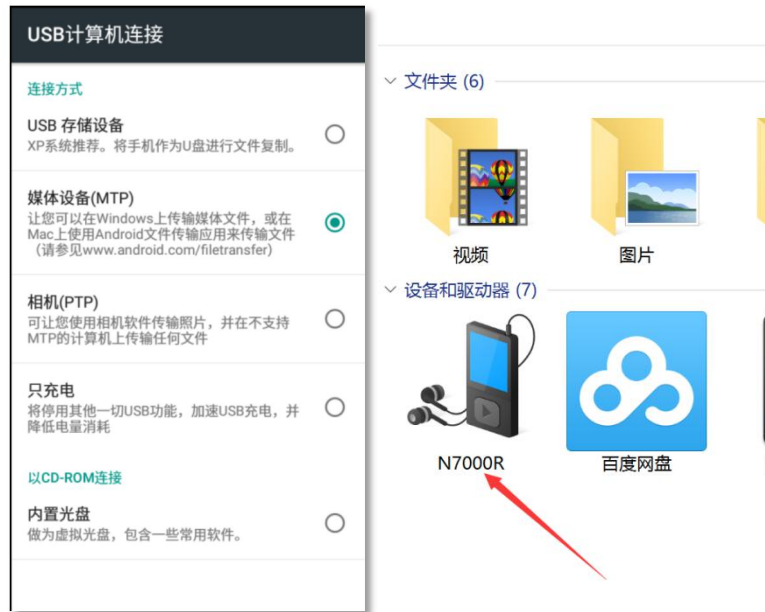 USB计算机连接
连接方式
USB 存储设备
XP系统推荐。将手机作为U盘进行文件复制。
媒体设备(MTP)
让您可以在Windows上传输媒体文件，或在
Mac上使用Android文件传输应用来传输文件
（请参见www.android.com/filetransfer）
相机(PTP)
可让您使用相机软件传输照片，并在不支持
MTP的计算机上传输任何文件
只充电
将停用其他一切USB功能，加速USB充电，并
降低电量消耗
以CD-ROM连接
内置光盘
做为虚拟光盘，包含一些常用软件。
文件夹 (6)
视频
图片
设备和驱动器 (7)
N7000R
百度网盘